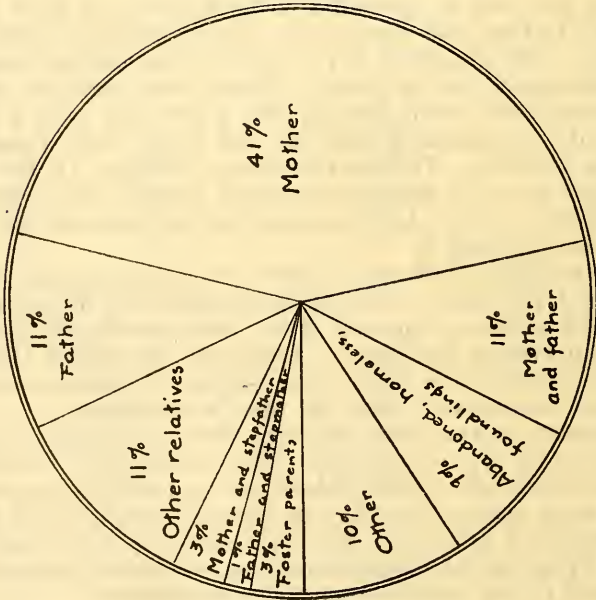 41%
Mother
11%
Mother
and father
9%
Abandoned, homeless,
foundlings
10%
Other
3%
Foster parents
1%
Father and stepmother
3%
Mother and stepfather
11%
Other relatives
11%
Father